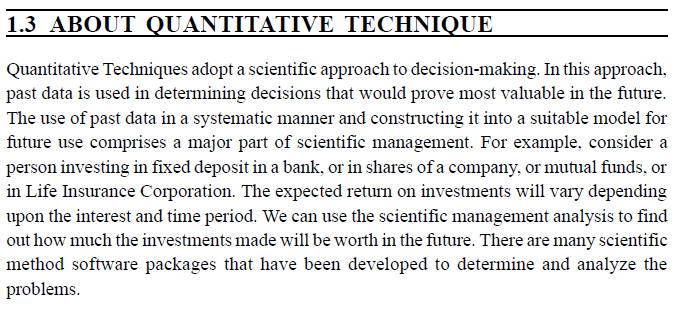 1.3 ABOUT QUANTITATIVE TECHNIQUE
Quantitative Techniques adopt a scientific approach to decision-making. In this approach,
past data is used in determining decisions that would prove most valuable in the future.
The use of past data in a systematic manner and constructing it into a suitable model for
future use comprises a major part of scientific management. For example, consider a
person investing in fixed deposit in a bank, or in shares of a company, or mutual funds, or
in Life Insurance Corporation. The expected return on investments will vary depending
upon the interest and time period. We can use the scientific management analysis to find
out how much the investments made will be worth in the future. There are many scientific
method software packages that have been developed to determine and analyze the
problems.